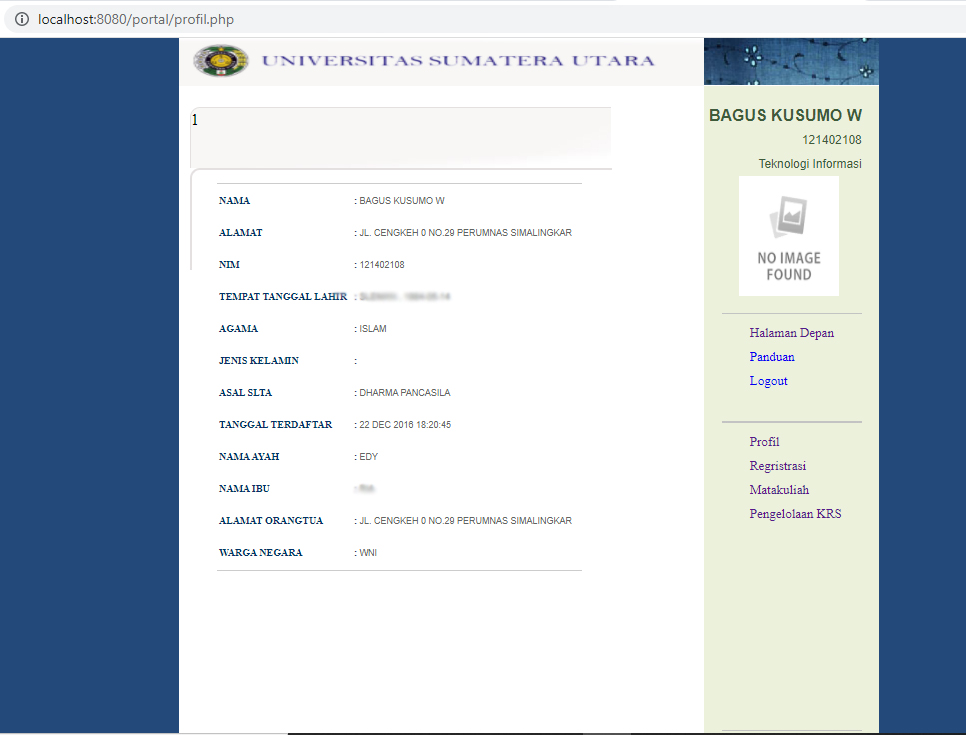 localhost:8080/portal/profil.php
UNIVERSITAS SUMATERA UTARA
1
NAMA : BAGUS KUSUMO W
ALAMAT : JL. CENGKEH 0 NO.29 PERUMNAS SIMALINGKAR
NIM : 121402108
TEMPAT TANGGAL LAHIR :
AGAMA : ISLAM
JENIS KELAMIN :
ASAL SLTA : DHARMA PANCASILA
TANGGAL TERDAFTAR : 22 DEC 2016 18:20:45
NAMA AYAH : EDY
NAMA IBU :
ALAMAT ORANGTUA : JL. CENGKEH 0 NO.29 PERUMNAS SIMALINGKAR
WARGA NEGARA : WNI
BAGUS KUSUMO W
121402108
Teknologi Informasi
NO IMAGE
FOUND
Halaman Depan
Panduan
Logout
Profil
Regristrasi
Matakuliah
Pengelolaan KRS